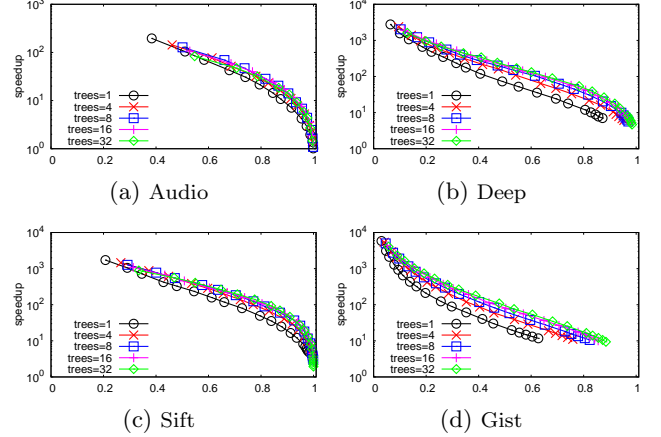 10³
10²
10¹
10⁰
speedup
trees=1
trees=4
trees=8
trees=16
trees=32
0 0.2 0.4 0.6 0.8 1
(a) Audio
10⁵
10⁴
10³
10²
10¹
10⁰
speedup
trees=1
trees=4
trees=8
trees=16
trees=32
0 0.2 0.4 0.6 0.8 1
(b) Deep
10⁴
10³
10²
10¹
10⁰
speedup
trees=1
trees=4
trees=8
trees=16
trees=32
0 0.2 0.4 0.6 0.8 1
(c) Sift
10⁴
10³
10²
10¹
10⁰
speedup
trees=1
trees=4
trees=8
trees=16
trees=32
0 0.2 0.4 0.6 0.8 1
(d) Gist